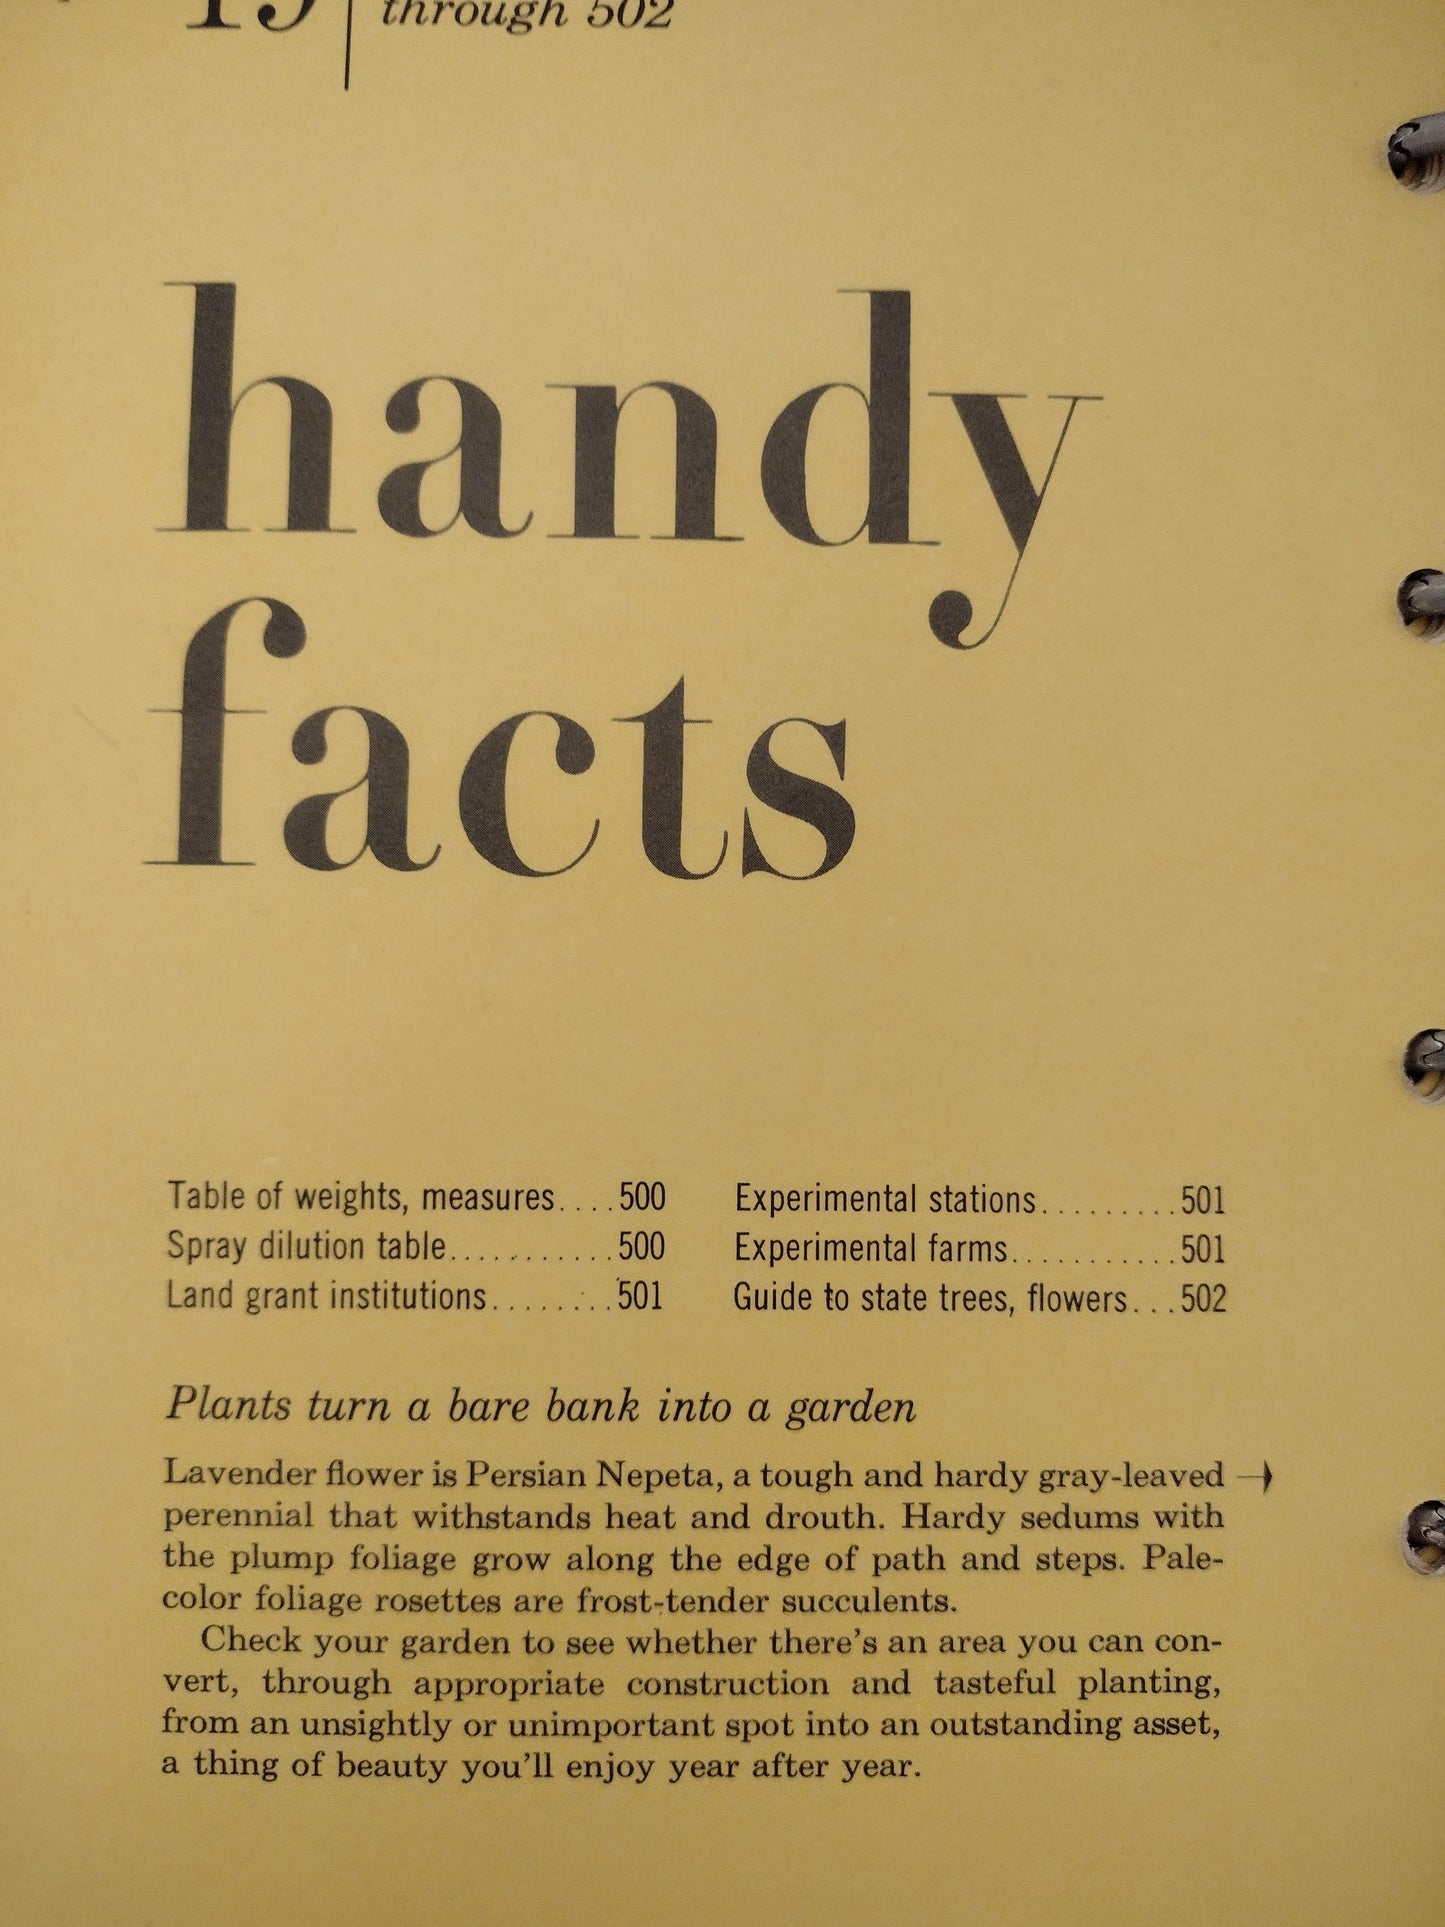 through 502
handy
facts
Table of weights, measures....500
Spray dilution table............500
Land grant institutions........501
Experimental stations.........501
Experimental farms...........501
Guide to state trees, flowers...502
Plants turn a bare bank into a garden
Lavender flower is Persian Nepeta, a tough and hardy gray-leaved
perennial that withstands heat and drouth. Hardy sedums with
the plump foliage grow along the edge of path and steps. Pale-
color foliage rosettes are frost-tender succulents.
Check your garden to see whether there's an area you can con-
vert, through appropriate construction and tasteful planting,
from an unsightly or unimportant spot into an outstanding asset,
a thing of beauty you'll enjoy year after year.